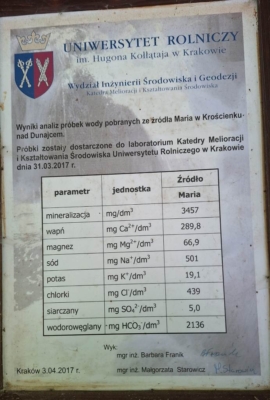 UNIWERSYTET ROLNICZY
im. Hugona Kołłątaja w Krakowie
Wydział Inżynierii Środowiska i Geodezji
Katedra Melioracji i Kształtowania Środowiska
Wyniki analiz próbek wody pobranych ze źródła Maria w Krościenku
nad Dunajcem.
Próbki zostały dostarczone do laboratorium Katedry Melioracji
i Kształtowania Środowiska Uniwersytetu Rolniczego w Krakowie
dnia 31.03.2017 r.
parametr jednostka Źródło Maria
mineralizacja mg/dm³ 3457
wapń mg Ca²⁺/dm³ 289,8
magnez mg Mg²⁺/dm³ 66,9
sód mg Na⁺/dm³ 501
potas mg K⁺/dm³ 19,1
chlorki mg Cl⁻/dm³ 439
siarczany mg SO₄²⁻/dm³ 5,0
wodorowęglany mg HCO₃⁻/dm³ 2136
Wyk:
mgr inż. Barbara Franik
Kraków 3.04.2017 r. mgr inż. Małgorzata Starowicz